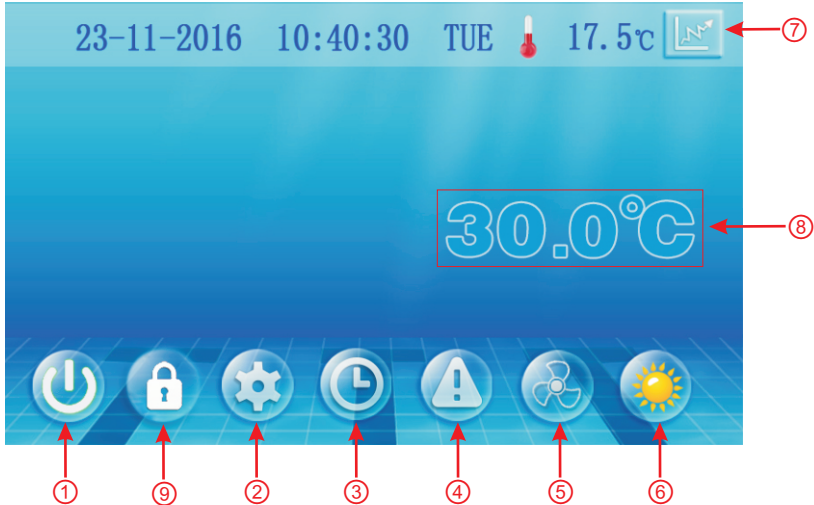 23-11-2016 10:40:30 TUE 17.5℃ ⑦
30.0℃ ⑧
① ⑨ ② ③ ④ ⑤ ⑥